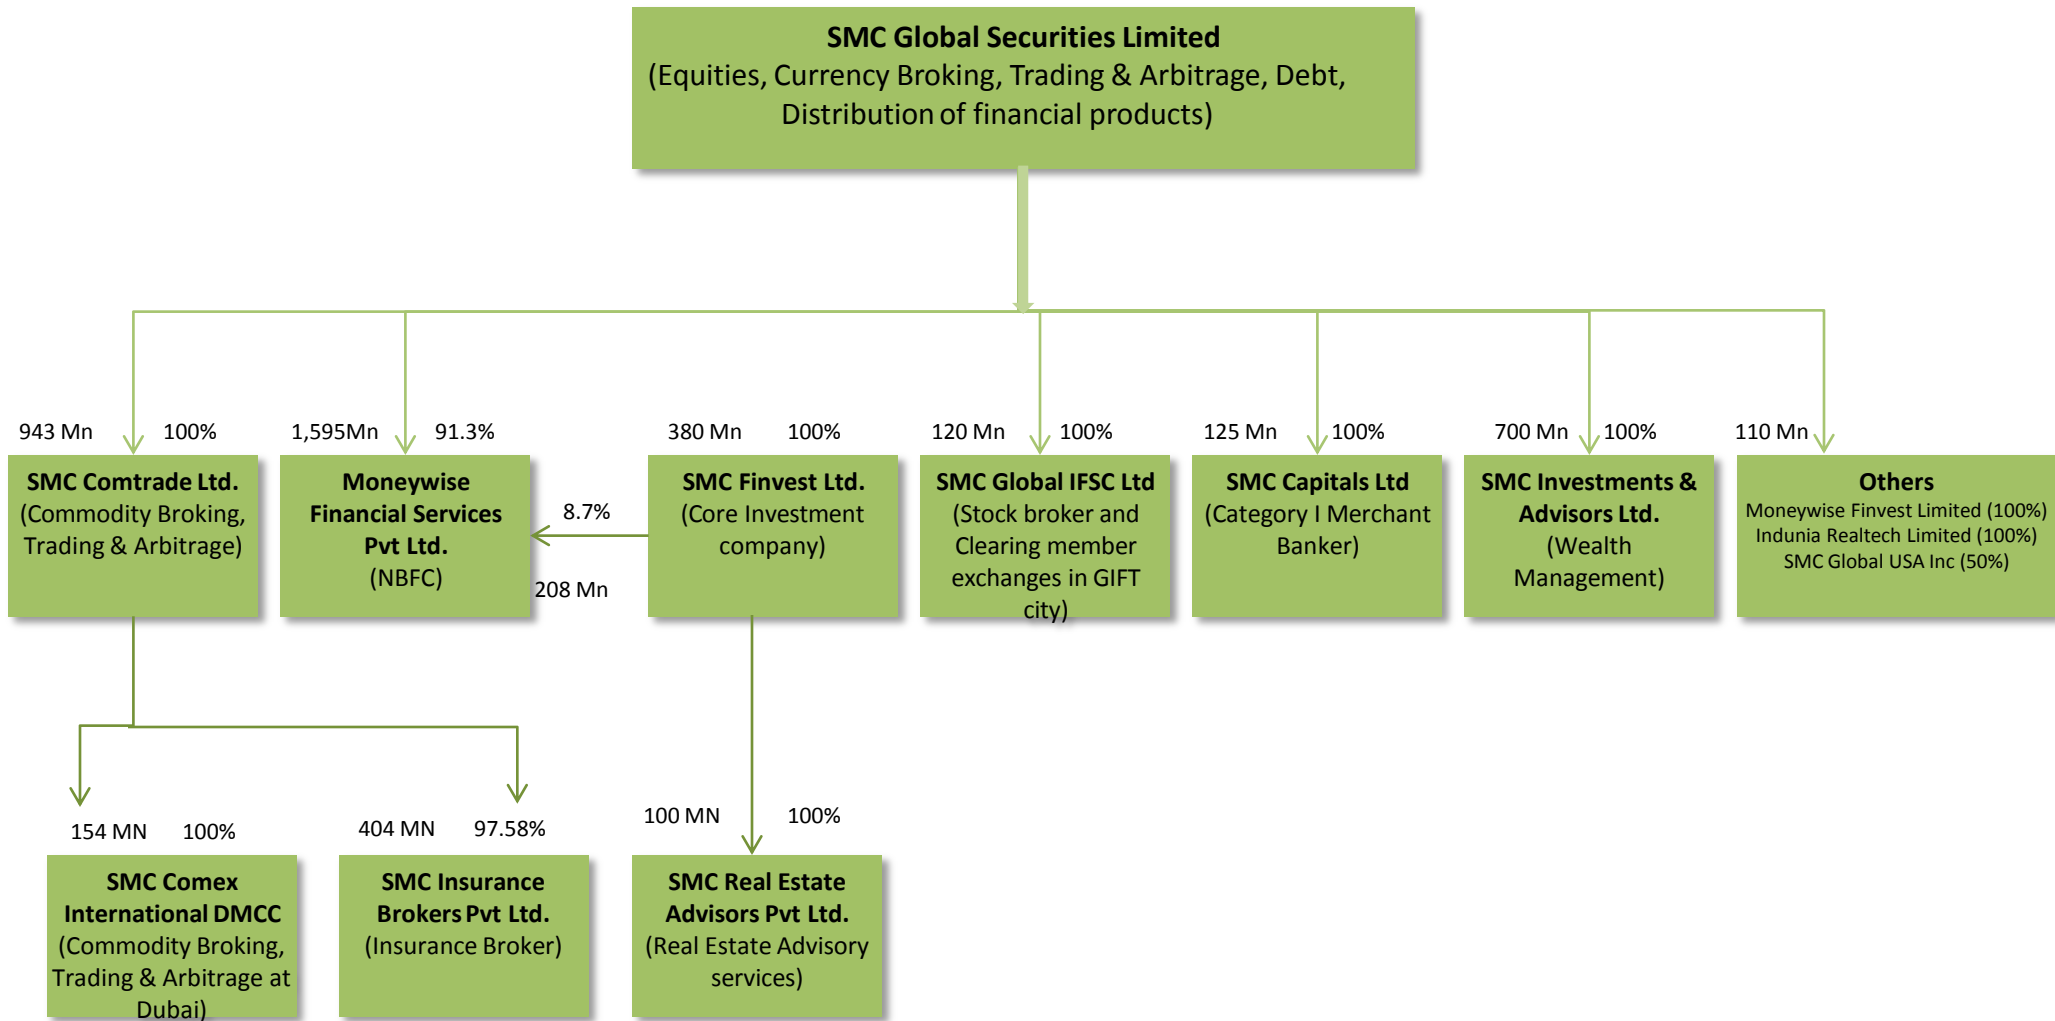 SMC Global Securities Limited
(Equities, Currency Broking, Trading & Arbitrage, Debt,
Distribution of financial products)
943 Mn 100%
SMC Comtrade Ltd.
(Commodity Broking,
Trading & Arbitrage)
1,595Mn 91.3%
Moneywise
Financial Services
Pvt Ltd.
(NBFC)
8.7%
208 Mn
380 Mn 100%
SMC Finvest Ltd.
(Core Investment
company)
120 Mn 100%
SMC Global IFSC Ltd
(Stock broker and
Clearing member
exchanges in GIFT
city)
125 Mn 100%
SMC Capitals Ltd
(Category I Merchant
Banker)
700 Mn 100%
SMC Investments &
Advisors Ltd.
(Wealth
Management)
110 Mn
Others
Moneywise Finvest Limited (100%)
Indunia Realtech Limited (100%)
SMC Global USA Inc (50%)
154 MN 100%
SMC Comex
International DMCC
(Commodity Broking,
Trading & Arbitrage at
Dubai)
404 MN 97.58%
SMC Insurance
Brokers Pvt Ltd.
(Insurance Broker)
100 MN 100%
SMC Real Estate
Advisors Pvt Ltd.
(Real Estate Advisory
services)